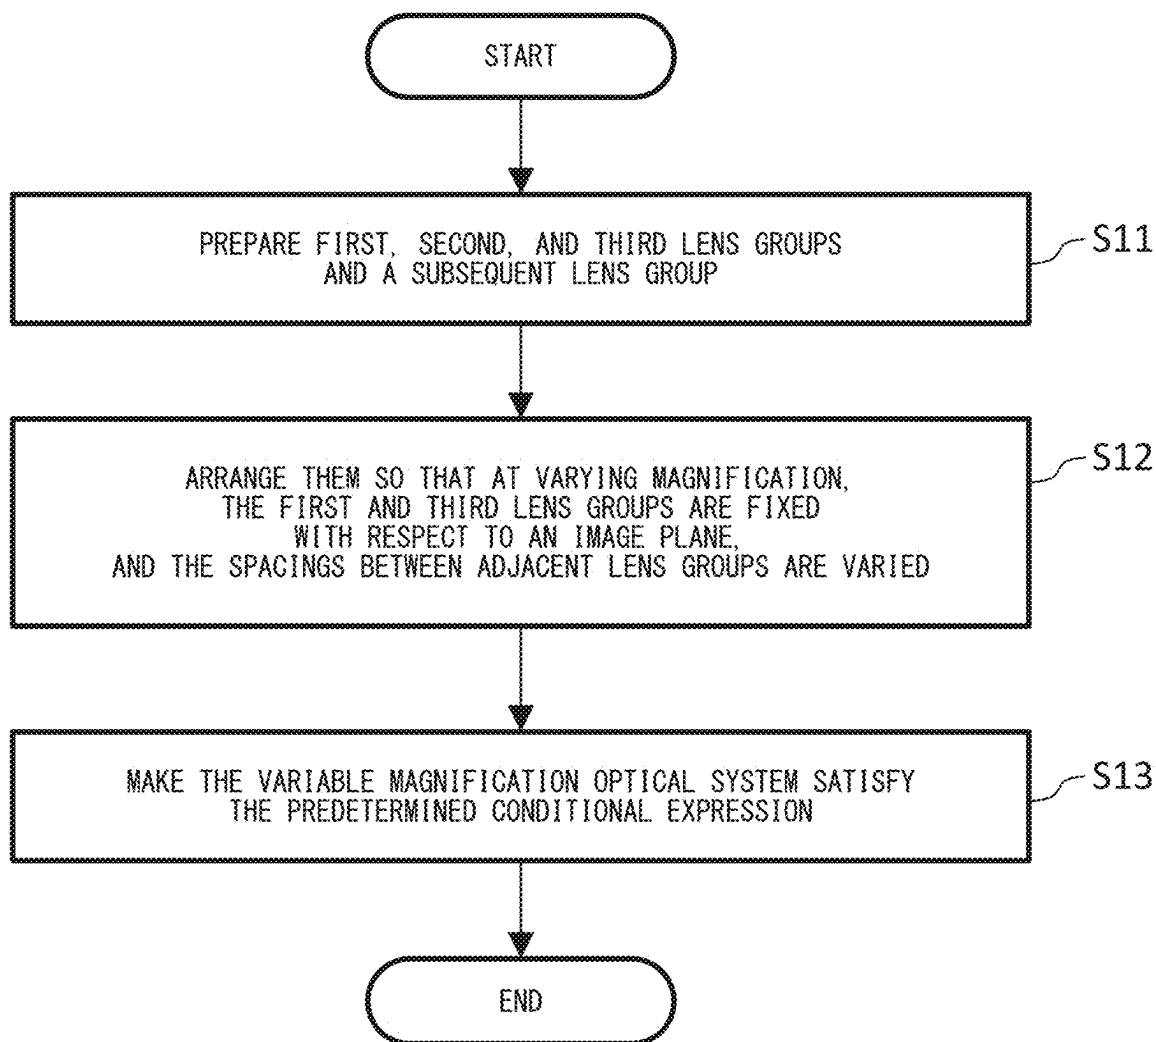 START
PREPARE FIRST, SECOND, AND THIRD LENS GROUPS
AND A SUBSEQUENT LENS GROUP
S11
ARRANGE THEM SO THAT AT VARYING MAGNIFICATION,
THE FIRST AND THIRD LENS GROUPS ARE FIXED
WITH RESPECT TO AN IMAGE PLANE,
AND THE SPACINGS BETWEEN ADJACENT LENS GROUPS ARE VARIED
S12
MAKE THE VARIABLE MAGNIFICATION OPTICAL SYSTEM SATISFY
THE PREDETERMINED CONDITIONAL EXPRESSION
S13
END